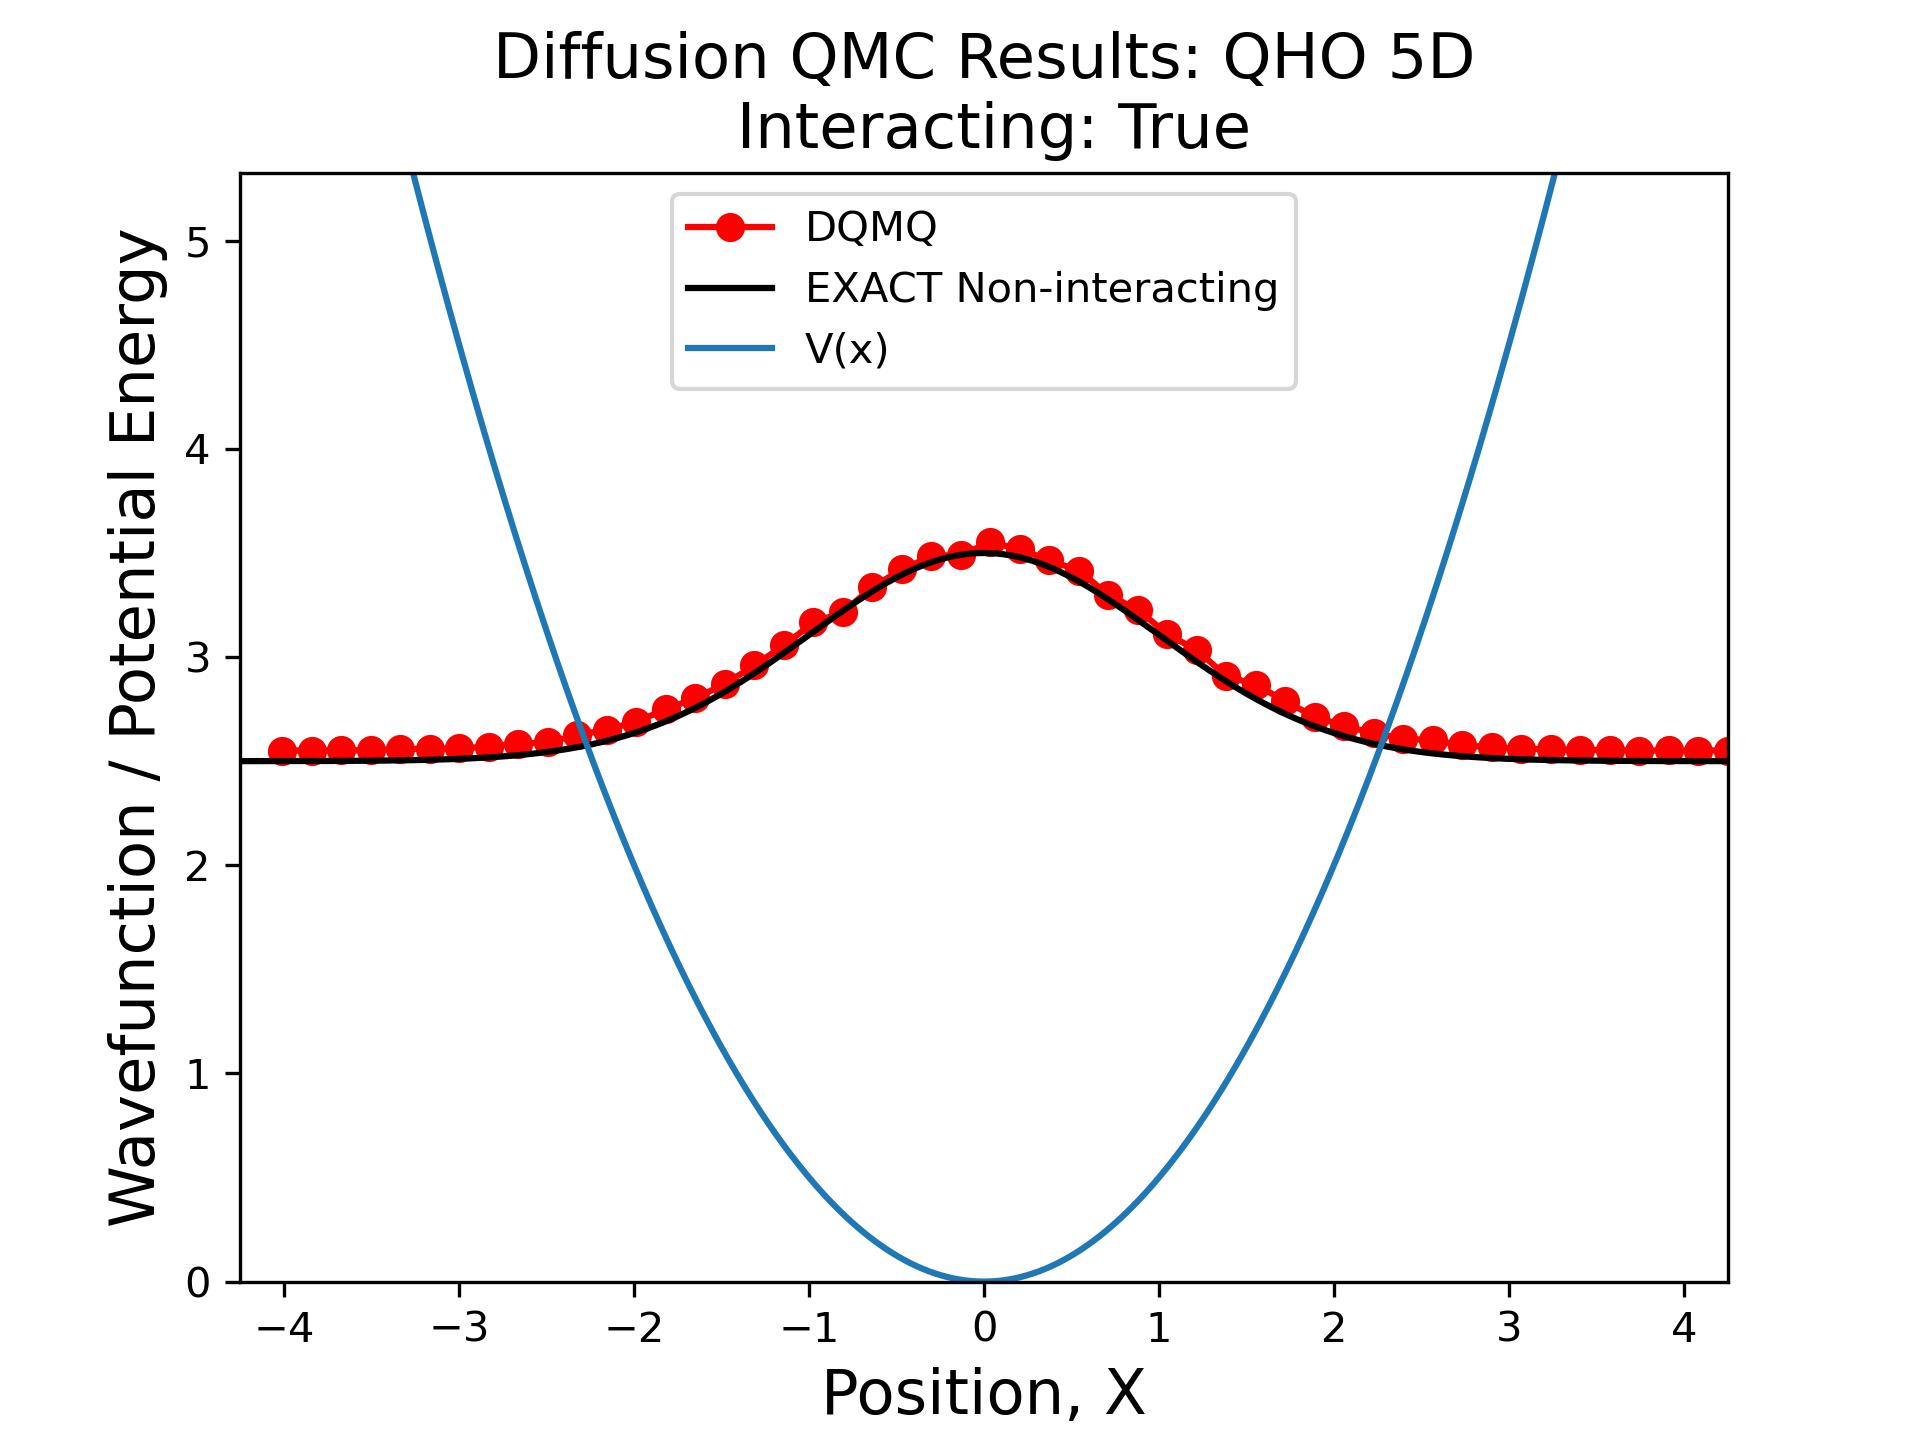 Diffusion QMC Results: QHO 5D
Interacting: True
DQMQ
EXACT Non-interacting
V(x)
Wavefunction / Potential Energy
5
4
3
2
1
0
−4
−3
−2
−1
0
1
2
3
4
Position, X